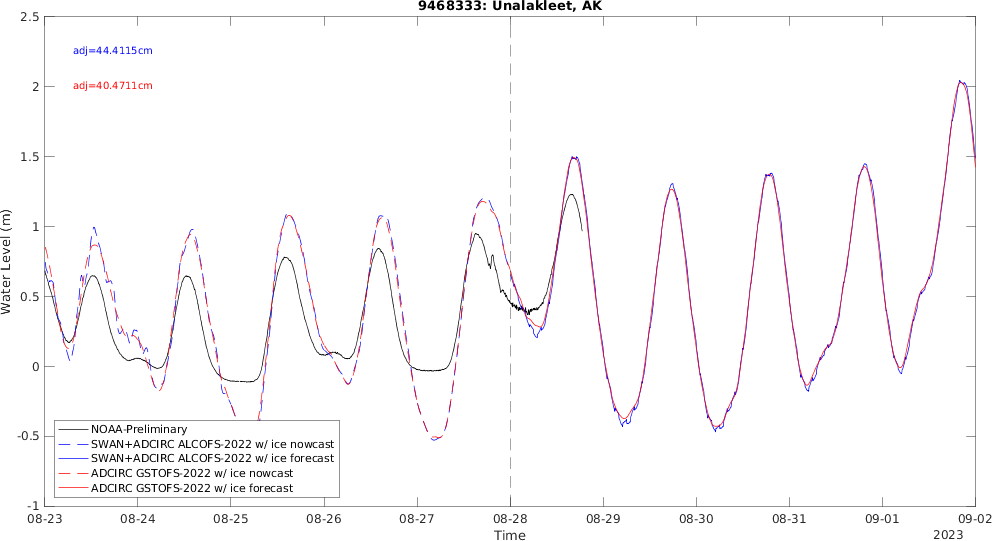 9468333: Unalakleet, AK
2.5
adj=44.4115cm
adj=40.4711cm
2
1.5
1
0.5
0
-0.5
-1
Water Level (m)
NOAA-Preliminary
SWAN+ADCIRC ALCOFS-2022 w/ ice nowcast
SWAN+ADCIRC ALCOFS-2022 w/ ice forecast
ADCIRC GSTOFS-2022 w/ ice nowcast
ADCIRC GSTOFS-2022 w/ ice forecast
08-23 08-24 08-25 08-26 08-27 08-28 08-29 08-30 08-31 09-01 09-02
Time
2023